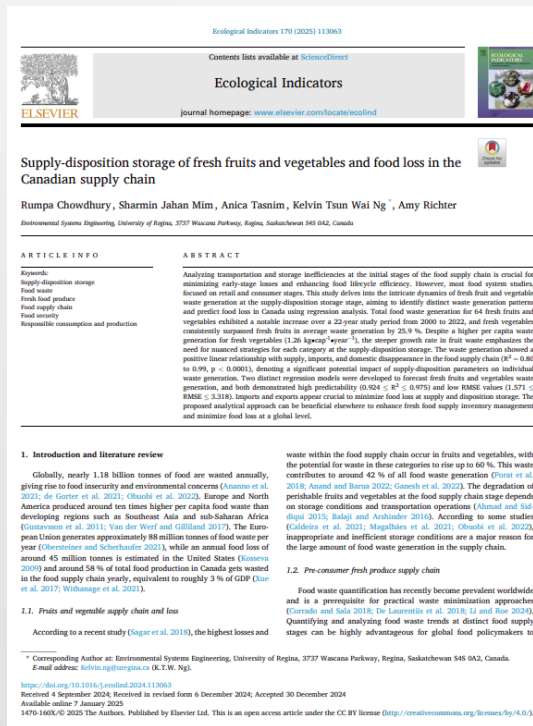 Ecological Indicators 170 (2025) 113063
Contents lists available at ScienceDirect
Ecological Indicators
journal homepage: www.elsevier.com/locate/ecolind
ELSEVIER
ECOLOGICAL
INDICATORS
Check for
updates
Supply-disposition storage of fresh fruits and vegetables and food loss in the
Canadian supply chain
Rumpa Chowdhury, Sharmin Jahan Mim, Anica Tasnim, Kelvin Tsun Wai Ng *, Amy Richter
Environmental Systems Engineering, University of Regina, 3737 Wascana Parkway, Regina, Saskatchewan S4S 0A2, Canada
ARTICLE INFO
Keywords:
Supply-disposition storage
Food waste
Fresh food produce
Food supply chain
Food security
Responsible consumption and production
ABSTRACT
Analyzing transportation and storage inefficiencies at the initial stages of the food supply chain is crucial for
minimizing early-stage losses and enhancing food lifecycle efficiency. However, most food system studies,
focused on retail and consumer stages. This study delves into the intricate dynamics of fresh fruit and vegetable
waste generation at the supply-disposition storage stage, aiming to identify distinct waste generation patterns
and predict food loss in Canada using regression analysis. Total food waste generation for 64 fresh fruits and
vegetables exhibited a notable increase over a 22-year study period from 2000 to 2022, and fresh vegetables
consistently surpassed fresh fruits in average waste generation by 25.9 %. Despite a higher per capita waste
generation for fresh vegetables (1.26 kg•cap⁻¹•year⁻¹), the steeper growth rate in fruit waste emphasizes the
need for nuanced strategies for each category at the supply-disposition storage. The waste generation showed a
positive linear relationship with supply, imports, and domestic disappearance in the food supply chain (R² = 0.80
to 0.99, p < 0.0001), denoting a significant potential impact of supply-disposition parameters on individual
waste generation. Two distinct regression models were developed to forecast fresh fruits and vegetables waste
generation, and both demonstrated high predictability (0.924 ≤ R² ≤ 0.975) and low RMSE values (1.571 ≤
RMSE ≤ 3.318). Imports and exports appear crucial to minimize food loss at supply and disposition storage. The
proposed analytical approach can be beneficial elsewhere to enhance fresh food supply inventory management
and minimize food loss at a global level.
1. Introduction and literature review
Globally, nearly 1.18 billion tonnes of food are wasted annually,
giving rise to food insecurity and environmental concerns (Ananno et al.
2021; de Gorter et al. 2021; Obuobi et al. 2022). Europe and North
America produced around ten times higher per capita food waste than
developing regions such as Southeast Asia and sub-Saharan Africa
(Gustavsson et al. 2011; Van der Werf and Gilliland 2017). The Euro-
pean Union generates approximately 88 million tonnes of food waste per
year (Obersteiner and Scherhaufer 2021), while an annual food loss of
around 45 million tonnes is estimated in the United States (Kosseva
2009) and around 58 % of total food production in Canada gets wasted
in the food supply chain yearly, equivalent to roughly 3 % of GDP (Xue
et al. 2017; Withanage et al. 2021).
1.1. Fruits and vegetable supply chain and loss
According to a recent study (Sagar et al. 2018), the highest losses and
waste within the food supply chain occur in fruits and vegetables, with
the potential for waste in these categories to rise up to 60 %. This waste
contributes to around 42 % of all food waste generation (Porat et al.
2018; Anand and Barua 2022; Ganesh et al. 2022). The degradation of
perishable fruits and vegetables at the food supply chain stage depends
on storage conditions and transportation operations (Ahmad and Sid-
diqui 2015; Balaji and Arshinder 2016). According to some studies
(Caldeira et al. 2021; Magalhães et al. 2021; Obuobi et al. 2022),
inappropriate and inefficient storage conditions are a major reason for
the large amount of food waste generation in the supply chain.
1.2. Pre-consumer fresh produce supply chain
Food waste quantification has recently become prevalent worldwide
and is a prerequisite for practical waste minimization approaches
(Corrado and Sala 2018; De Laurentiis et al. 2018; Li and Roe 2024).
Quantifying and analyzing food waste trends at distinct food supply
stages can be highly advantageous for global food policymakers to
* Corresponding Author at: Environmental Systems Engineering, University of Regina, 3737 Wascana Parkway, Regina, Saskatchewan S4S 0A2, Canada.
E-mail address: Kelvin.ng@uregina.ca (K.T.W. Ng).
https://doi.org/10.1016/j.ecolind.2024.113063
Received 4 September 2024; Received in revised form 6 December 2024; Accepted 30 December 2024
Available online 7 January 2025
1470-160X/© 2025 The Authors. Published by Elsevier Ltd. This is an open access article under the CC BY license (http://creativecommons.org/licenses/by/4.0/).